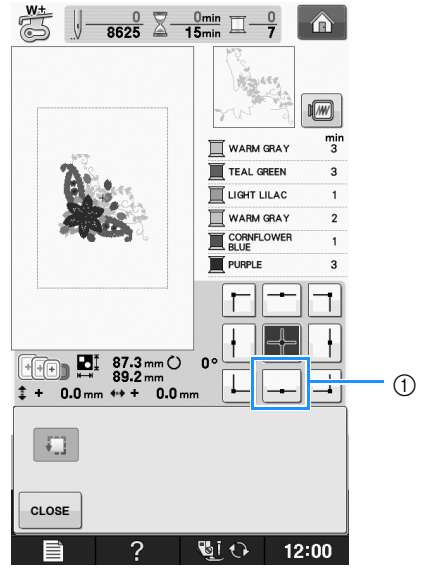 W±
0
8625
0min
15min
0
7
min
WARM GRAY 3
TEAL GREEN 3
LIGHT LILAC 1
WARM GRAY 2
CORNFLOWER
BLUE 1
PURPLE 3
87.3 mm 0°
89.2 mm
+ 0.0 mm + 0.0 mm
①
CLOSE
? 12:00